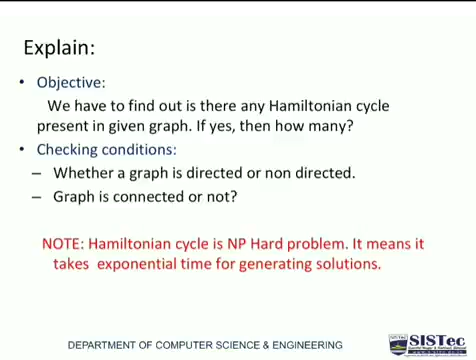 Explain:
• Objective:
We have to find out is there any Hamiltonian cycle
present in given graph. If yes, then how many?
• Checking conditions:
– Whether a graph is directed or non directed.
– Graph is connected or not?
NOTE: Hamiltonian cycle is NP Hard problem. It means it
takes exponential time for generating solutions.
DEPARTMENT OF COMPUTER SCIENCE & ENGINEERING
SISTec